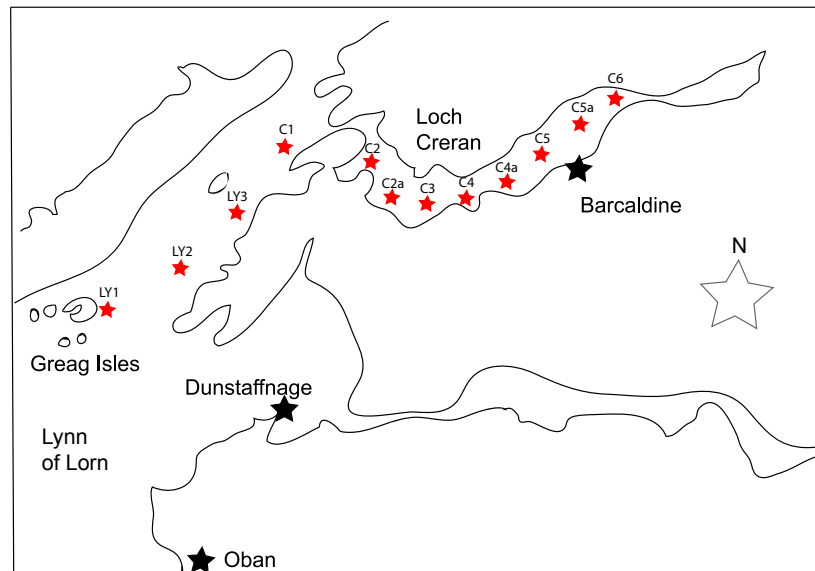 C6
C5a
C1
Loch
Creran
C5
C2
C4a
C2a
C3
C4
LY3
Barcaldine
LY2
N
LY1
Greag Isles
Dunstaffnage
Lynn
of Lorn
Oban